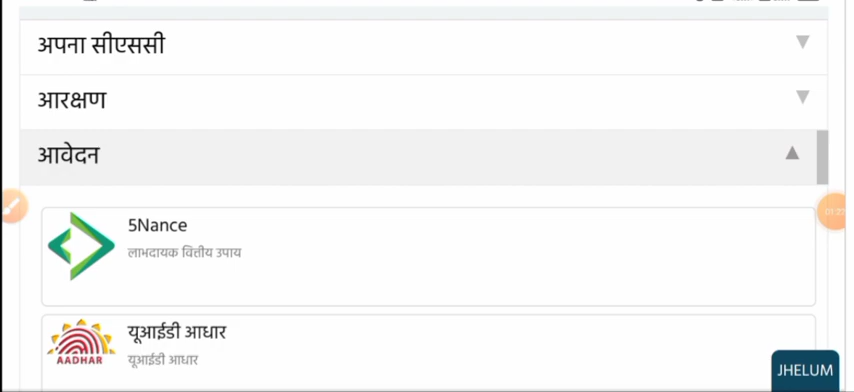 अपना सीएससी
आरक्षण
आवेदन
5Nance
लाभदायक वित्तीय उपाय
यूआईडी आधार
AADHAR
यूआईडी आधार
JHELUM